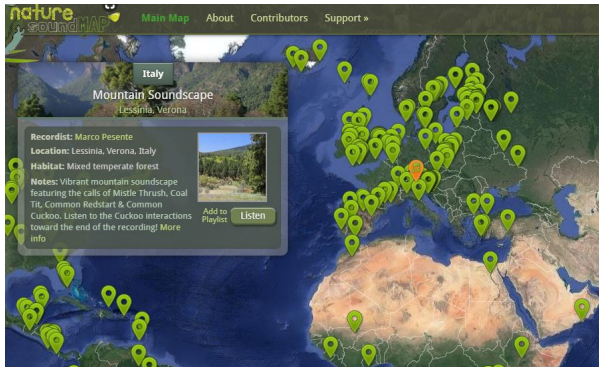 nature
soundMAP
Main Map About Contributors Support »
Italy
Mountain Soundscape
Lessinia, Verona
Recordist: Marco Pesente
Location: Lessinia, Verona, Italy
Habitat: Mixed temperate forest
Notes: Vibrant mountain soundscape
featuring the calls of Mistle Thrush, Coal
Tit, Common Redstart & Common
Cuckoo. Listen to the Cuckoo interactions
toward the end of the recording! More
info
Add to
Playlist
Listen